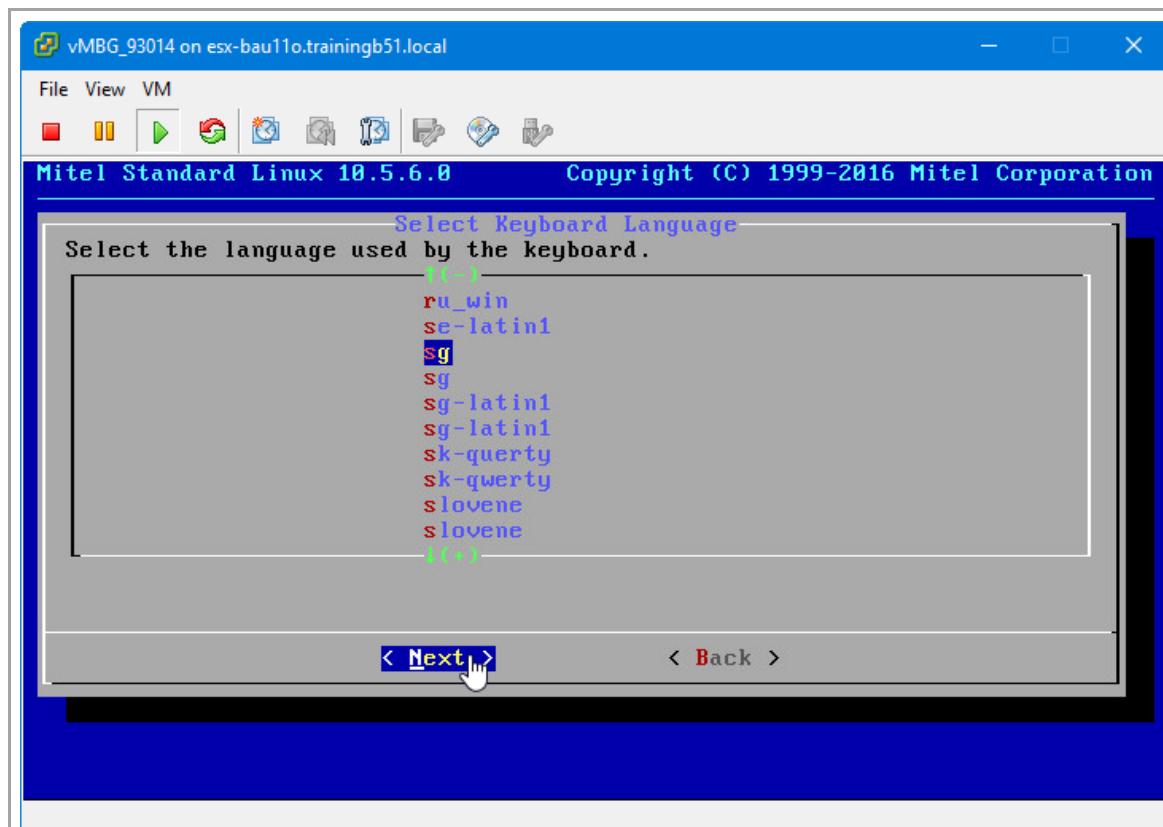 vMBG_93014 on esx-bau11o.trainingb51.local
File View VM
Mitel Standard Linux 10.5.6.0 Copyright (C) 1999-2016 Mitel Corporation
Select Keyboard Language
Select the language used by the keyboard.
↑(-)
ru_win
se-latin1
sg
sg
sg-latin1
sg-latin1
sk-querty
sk-qwerty
slovene
slovene
↓(+)
< Next > < Back >